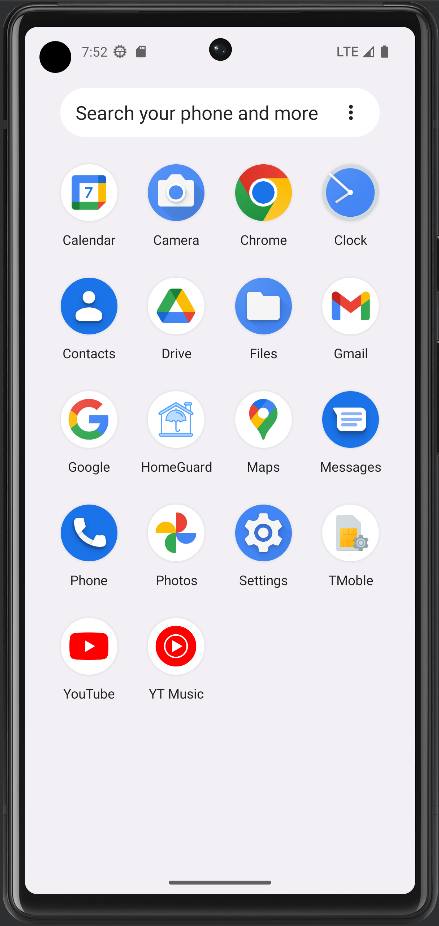 7:52 LTE
Search your phone and more
7
Calendar Camera Chrome Clock
Contacts Drive Files Gmail
Google HomeGuard Maps Messages
Phone Photos Settings TMoble
YouTube YT Music